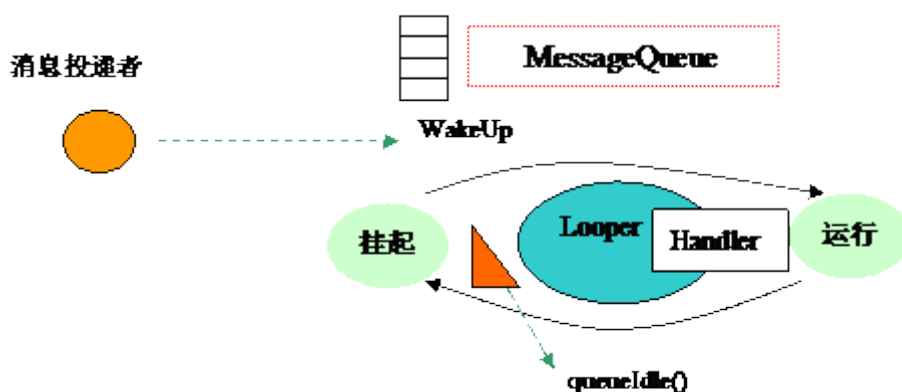 消息投递者
MessageQueue
WakeUp
挂起
Looper
Handler
运行
queueIdle()